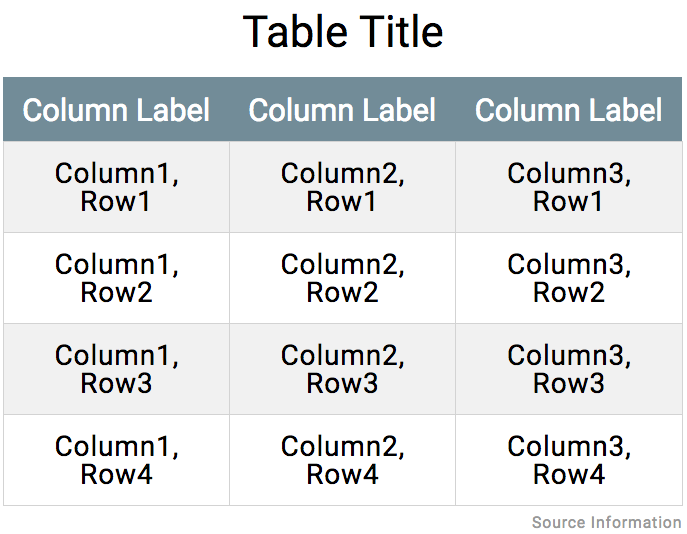 Table Title
Column Label Column Label Column Label
Column1, Column2, Column3,
Row1 Row1 Row1
Column1, Column2, Column3,
Row2 Row2 Row2
Column1, Column2, Column3,
Row3 Row3 Row3
Column1, Column2, Column3,
Row4 Row4 Row4
Source Information